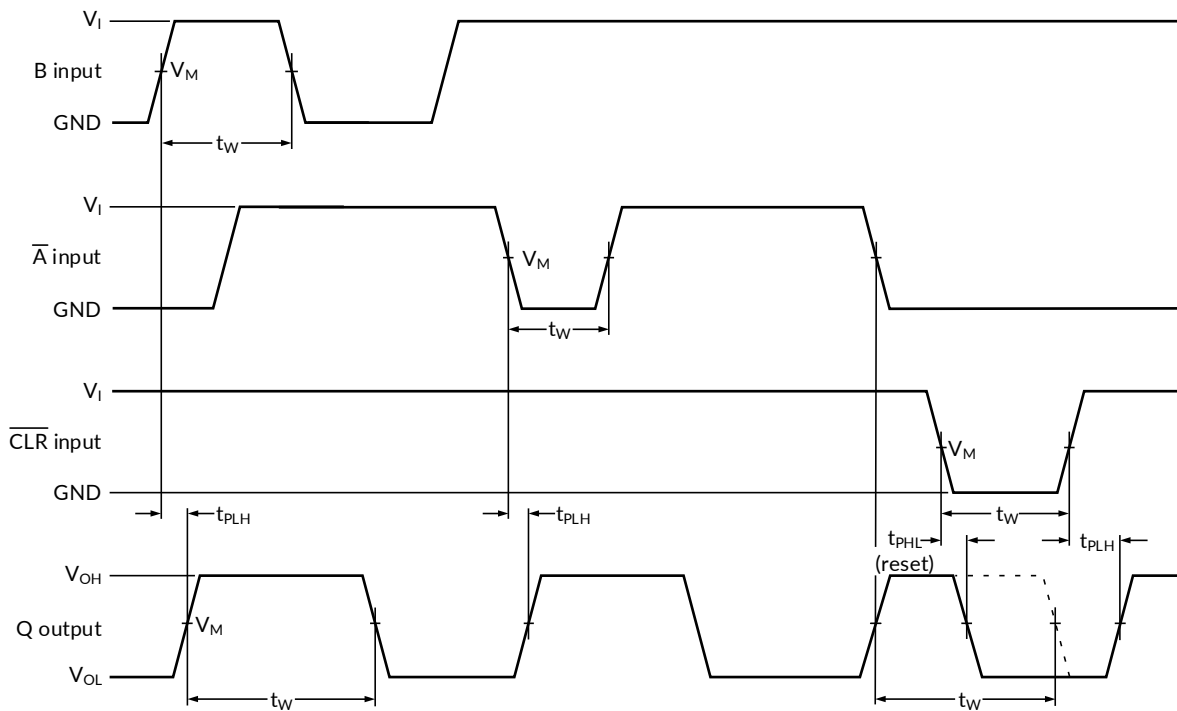 V_I
B input
V_M
GND
t_W
V_I
A̅ input
V_M
GND
t_W
V_I
C̅L̅R̅ input
V_M
GND
t_PLH
t_PLH
t_W
t_PHL
(reset)
t_PLH
V_OH
Q output
V_M
V_OL
t_W
t_W